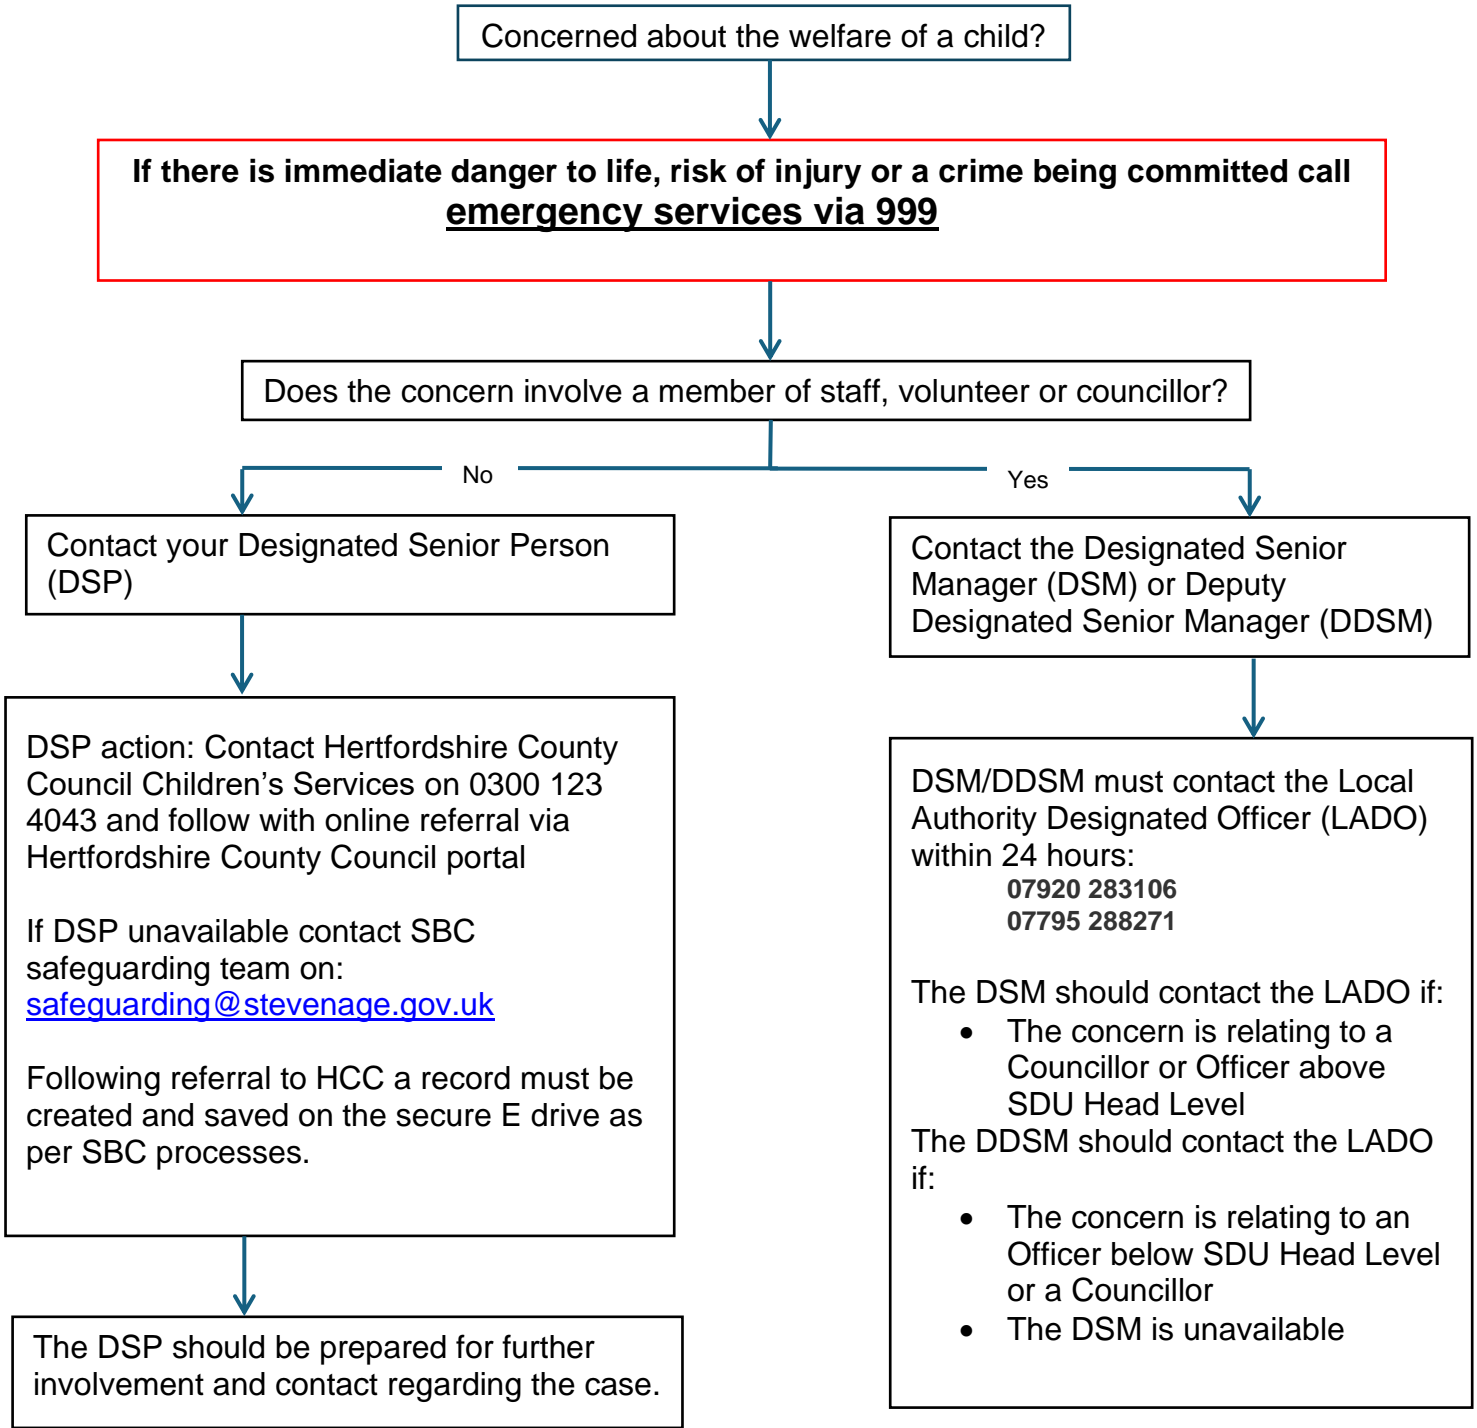 Concerned about the welfare of a child?
If there is immediate danger to life, risk of injury or a crime being committed call
emergency services via 999
Does the concern involve a member of staff, volunteer or councillor?
No
Yes
Contact your Designated Senior Person
(DSP)
DSP action: Contact Hertfordshire County
Council Children’s Services on 0300 123
4043 and follow with online referral via
Hertfordshire County Council portal
If DSP unavailable contact SBC
safeguarding team on:
safeguarding@stevenage.gov.uk
Following referral to HCC a record must be
created and saved on the secure E drive as
per SBC processes.
The DSP should be prepared for further
involvement and contact regarding the case.
Contact the Designated Senior
Manager (DSM) or Deputy
Designated Senior Manager (DDSM)
DSM/DDSM must contact the Local
Authority Designated Officer (LADO)
within 24 hours:
07920 283106
07795 288271
The DSM should contact the LADO if:
• The concern is relating to a
Councillor or Officer above
SDU Head Level
The DDSM should contact the LADO
if:
• The concern is relating to an
Officer below SDU Head Level
or a Councillor
• The DSM is unavailable